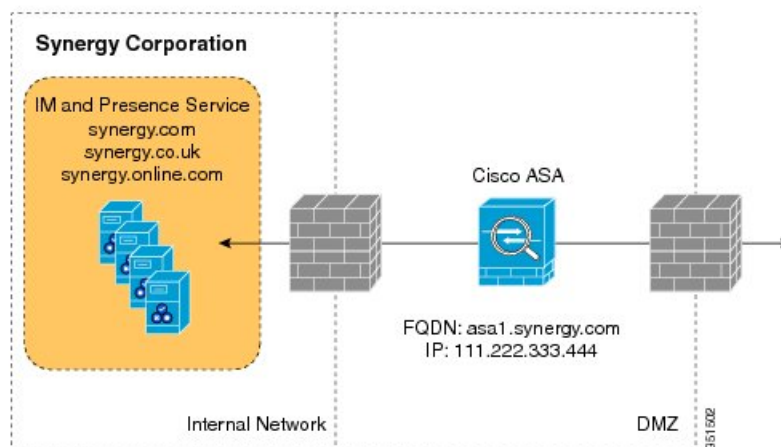 Synergy Corporation
IM and Presence Service
synergy.com
synergy.co.uk
synergy.online.com
Cisco ASA
FQDN: asa1.synergy.com
IP: 111.222.333.444
Internal Network
DMZ
351502